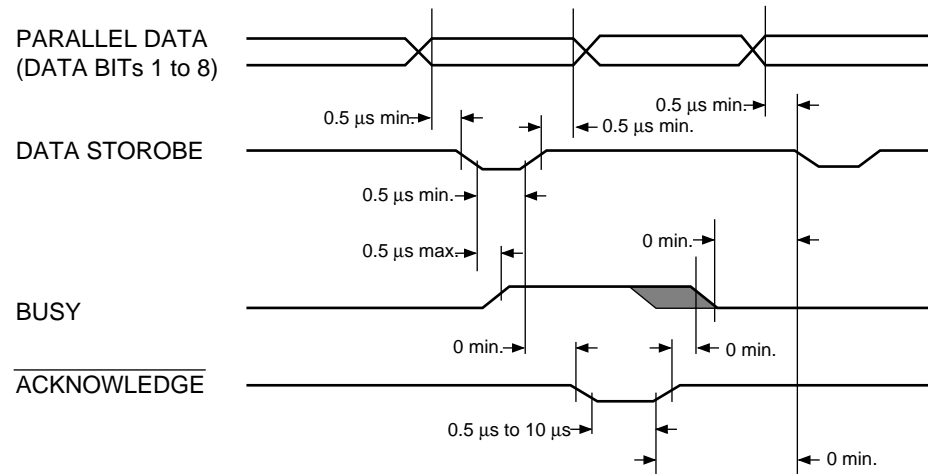 PARALLEL DATA
(DATA BITs 1 to 8)
0.5 µs min.
0.5 µs min.
0.5 µs min.
DATA STOROBE
0.5 µs min.
0.5 µs max.
0 min.
BUSY
0 min.
0 min.
ACKNOWLEDGE
0.5 µs to 10 µs
0 min.